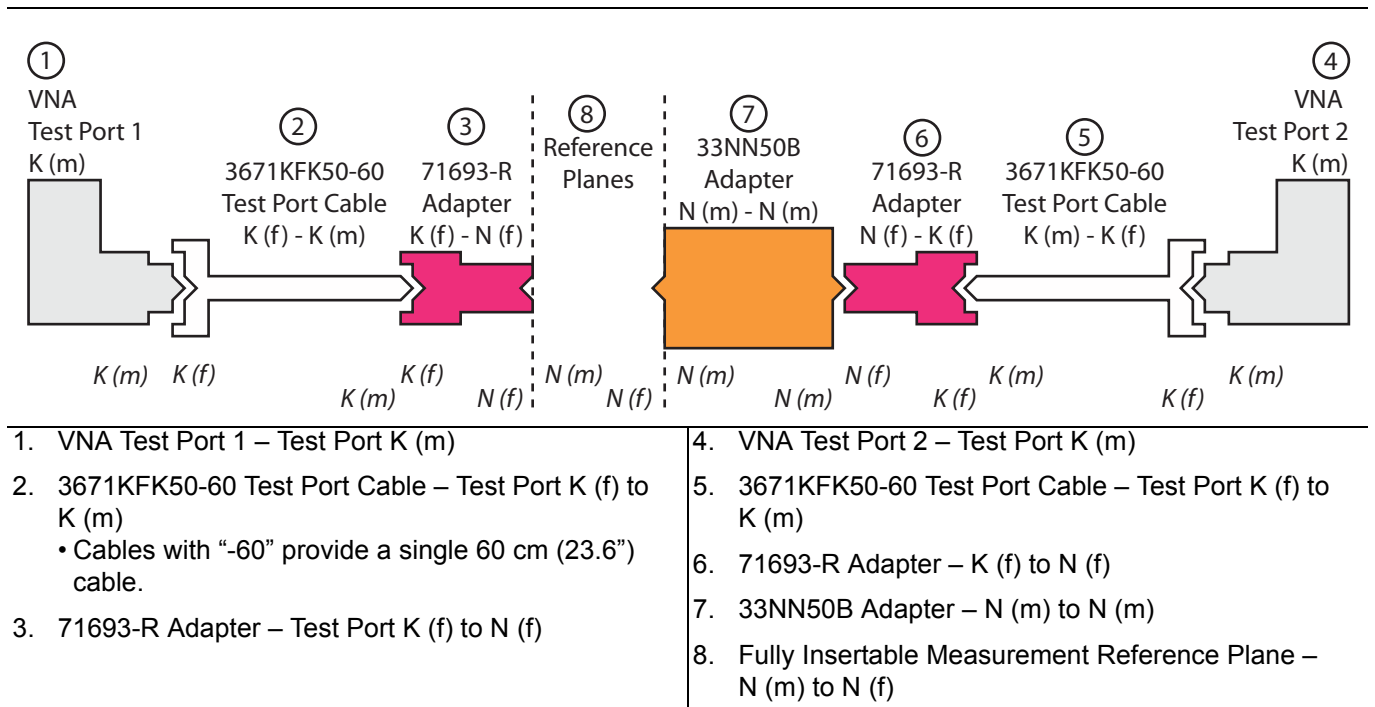 1
VNA
Test Port 1
K (m)
2
3671KFK50-60
Test Port Cable
K (f) - K (m)
3
71693-R
Adapter
K (f) - N (f)
8
Reference
Planes
7
33NN50B
Adapter
N (m) - N (m)
6
71693-R
Adapter
N (f) - K (f)
5
3671KFK50-60
Test Port Cable
K (m) - K (f)
4
VNA
Test Port 2
K (m)
K (m) K (f) K (f) N (m) N (m) N (f) K (m) K (m)
K (m) N (f) N (f) N (m) K (f) K (f)
1. VNA Test Port 1 – Test Port K (m)
2. 3671KFK50-60 Test Port Cable – Test Port K (f) to
K (m)
• Cables with “-60” provide a single 60 cm (23.6”)
cable.
3. 71693-R Adapter – Test Port K (f) to N (f)
4. VNA Test Port 2 – Test Port K (m)
5. 3671KFK50-60 Test Port Cable – Test Port K (f) to
K (m)
6. 71693-R Adapter – K (f) to N (f)
7. 33NN50B Adapter – N (m) to N (m)
8. Fully Insertable Measurement Reference Plane –
N (m) to N (f)